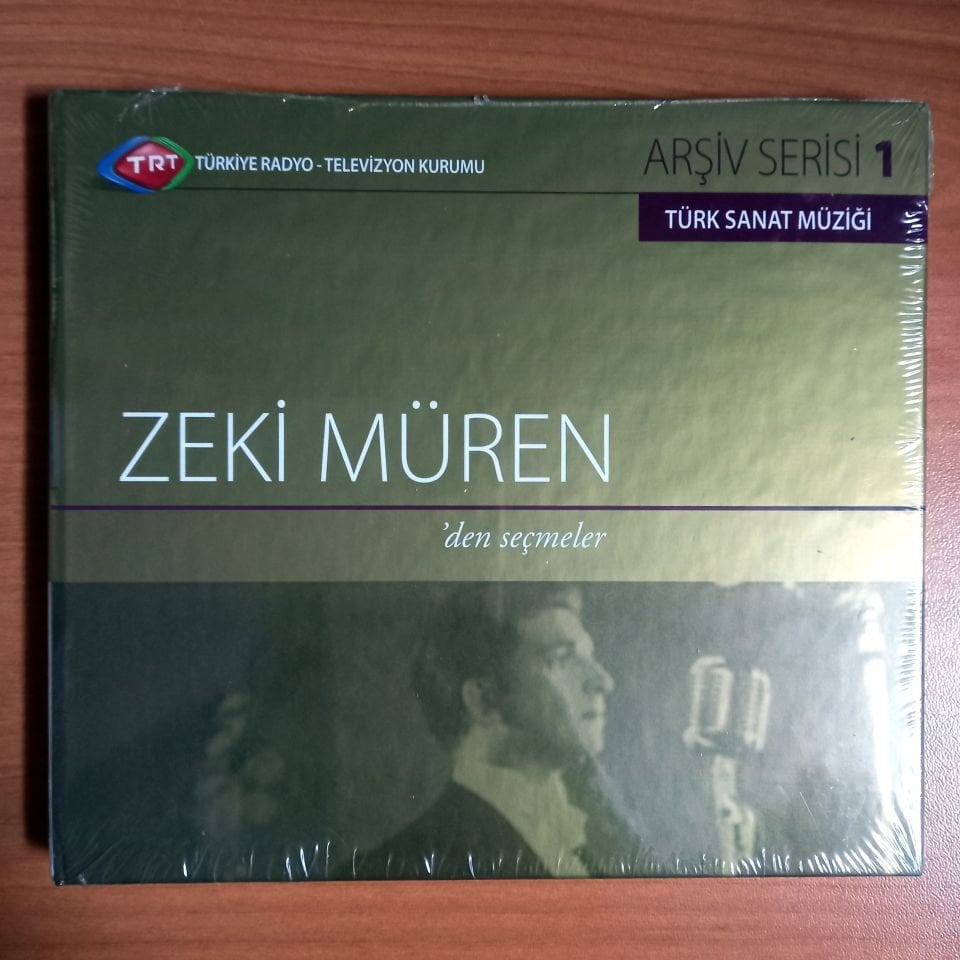 TRT TÜRKİYE RADYO - TELEVİZYON KURUMU
ARŞİV SERİSİ 1
TÜRK SANAT MÜZİĞİ
ZEKİ MÜREN
'den seçmeler